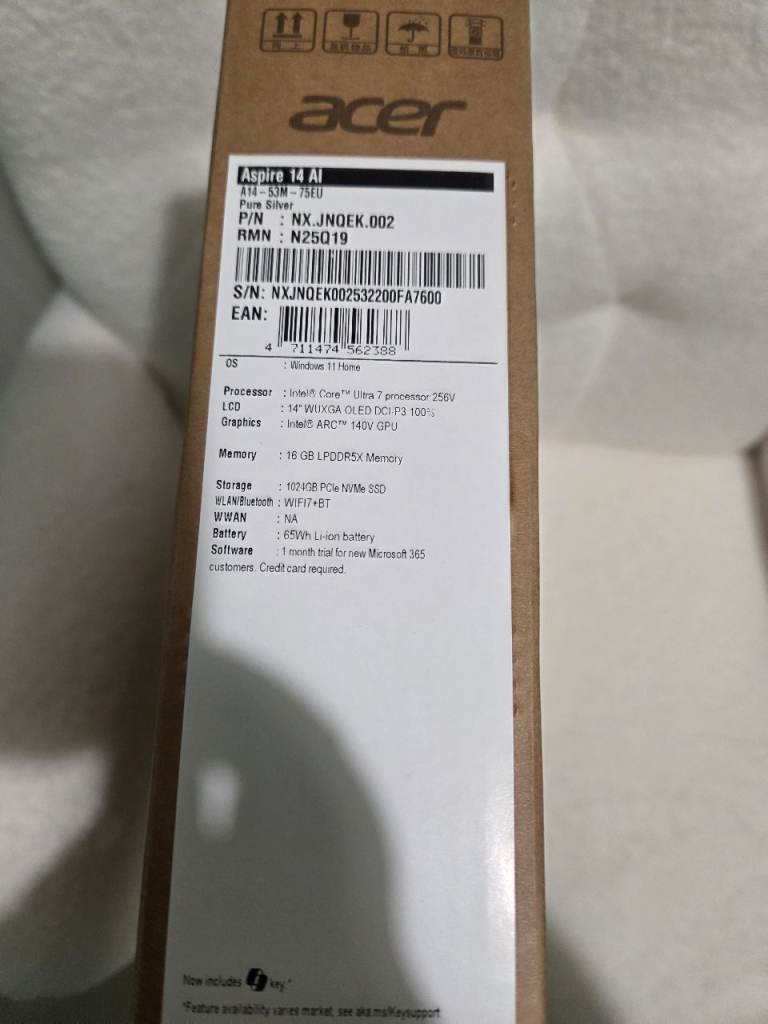 向上
acer
Aspire 14 AI
A14-53M-75EU
Pure Silver
P/N : NX.JNQEK.002
RMN : N25Q19
S/N: NXJNQEK002532200FA7600
EAN:
4 711474 562388
OS : Windows 11 Home
Processor : Intel® Core™ Ultra 7 processor 256V
LCD : 14" WUXGA OLED DCI-P3 100%
Graphics : Intel® ARC™ 140V GPU
Memory : 16 GB LPDDR5X Memory
Storage : 1024GB PCIe NVMe SSD
WLAN/Bluetooth : WIFI7+BT
WWAN : NA
Battery : 65Wh Li-ion battery
Software : 1 month trial for new Microsoft 365
customers. Credit card required.
Now includes key.*
*Feature availability varies market, see aka.ms/Keysupport